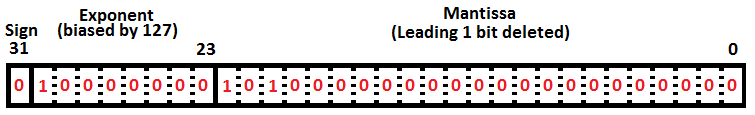 Sign
31
Exponent
(biased by 127)
23
Mantissa
(Leading 1 bit deleted)
0
0 1 0 0 0 0 0 0 0 1 0 1 0 0 0 0 0 0 0 0 0 0 0 0 0 0 0 0 0 0 0 0